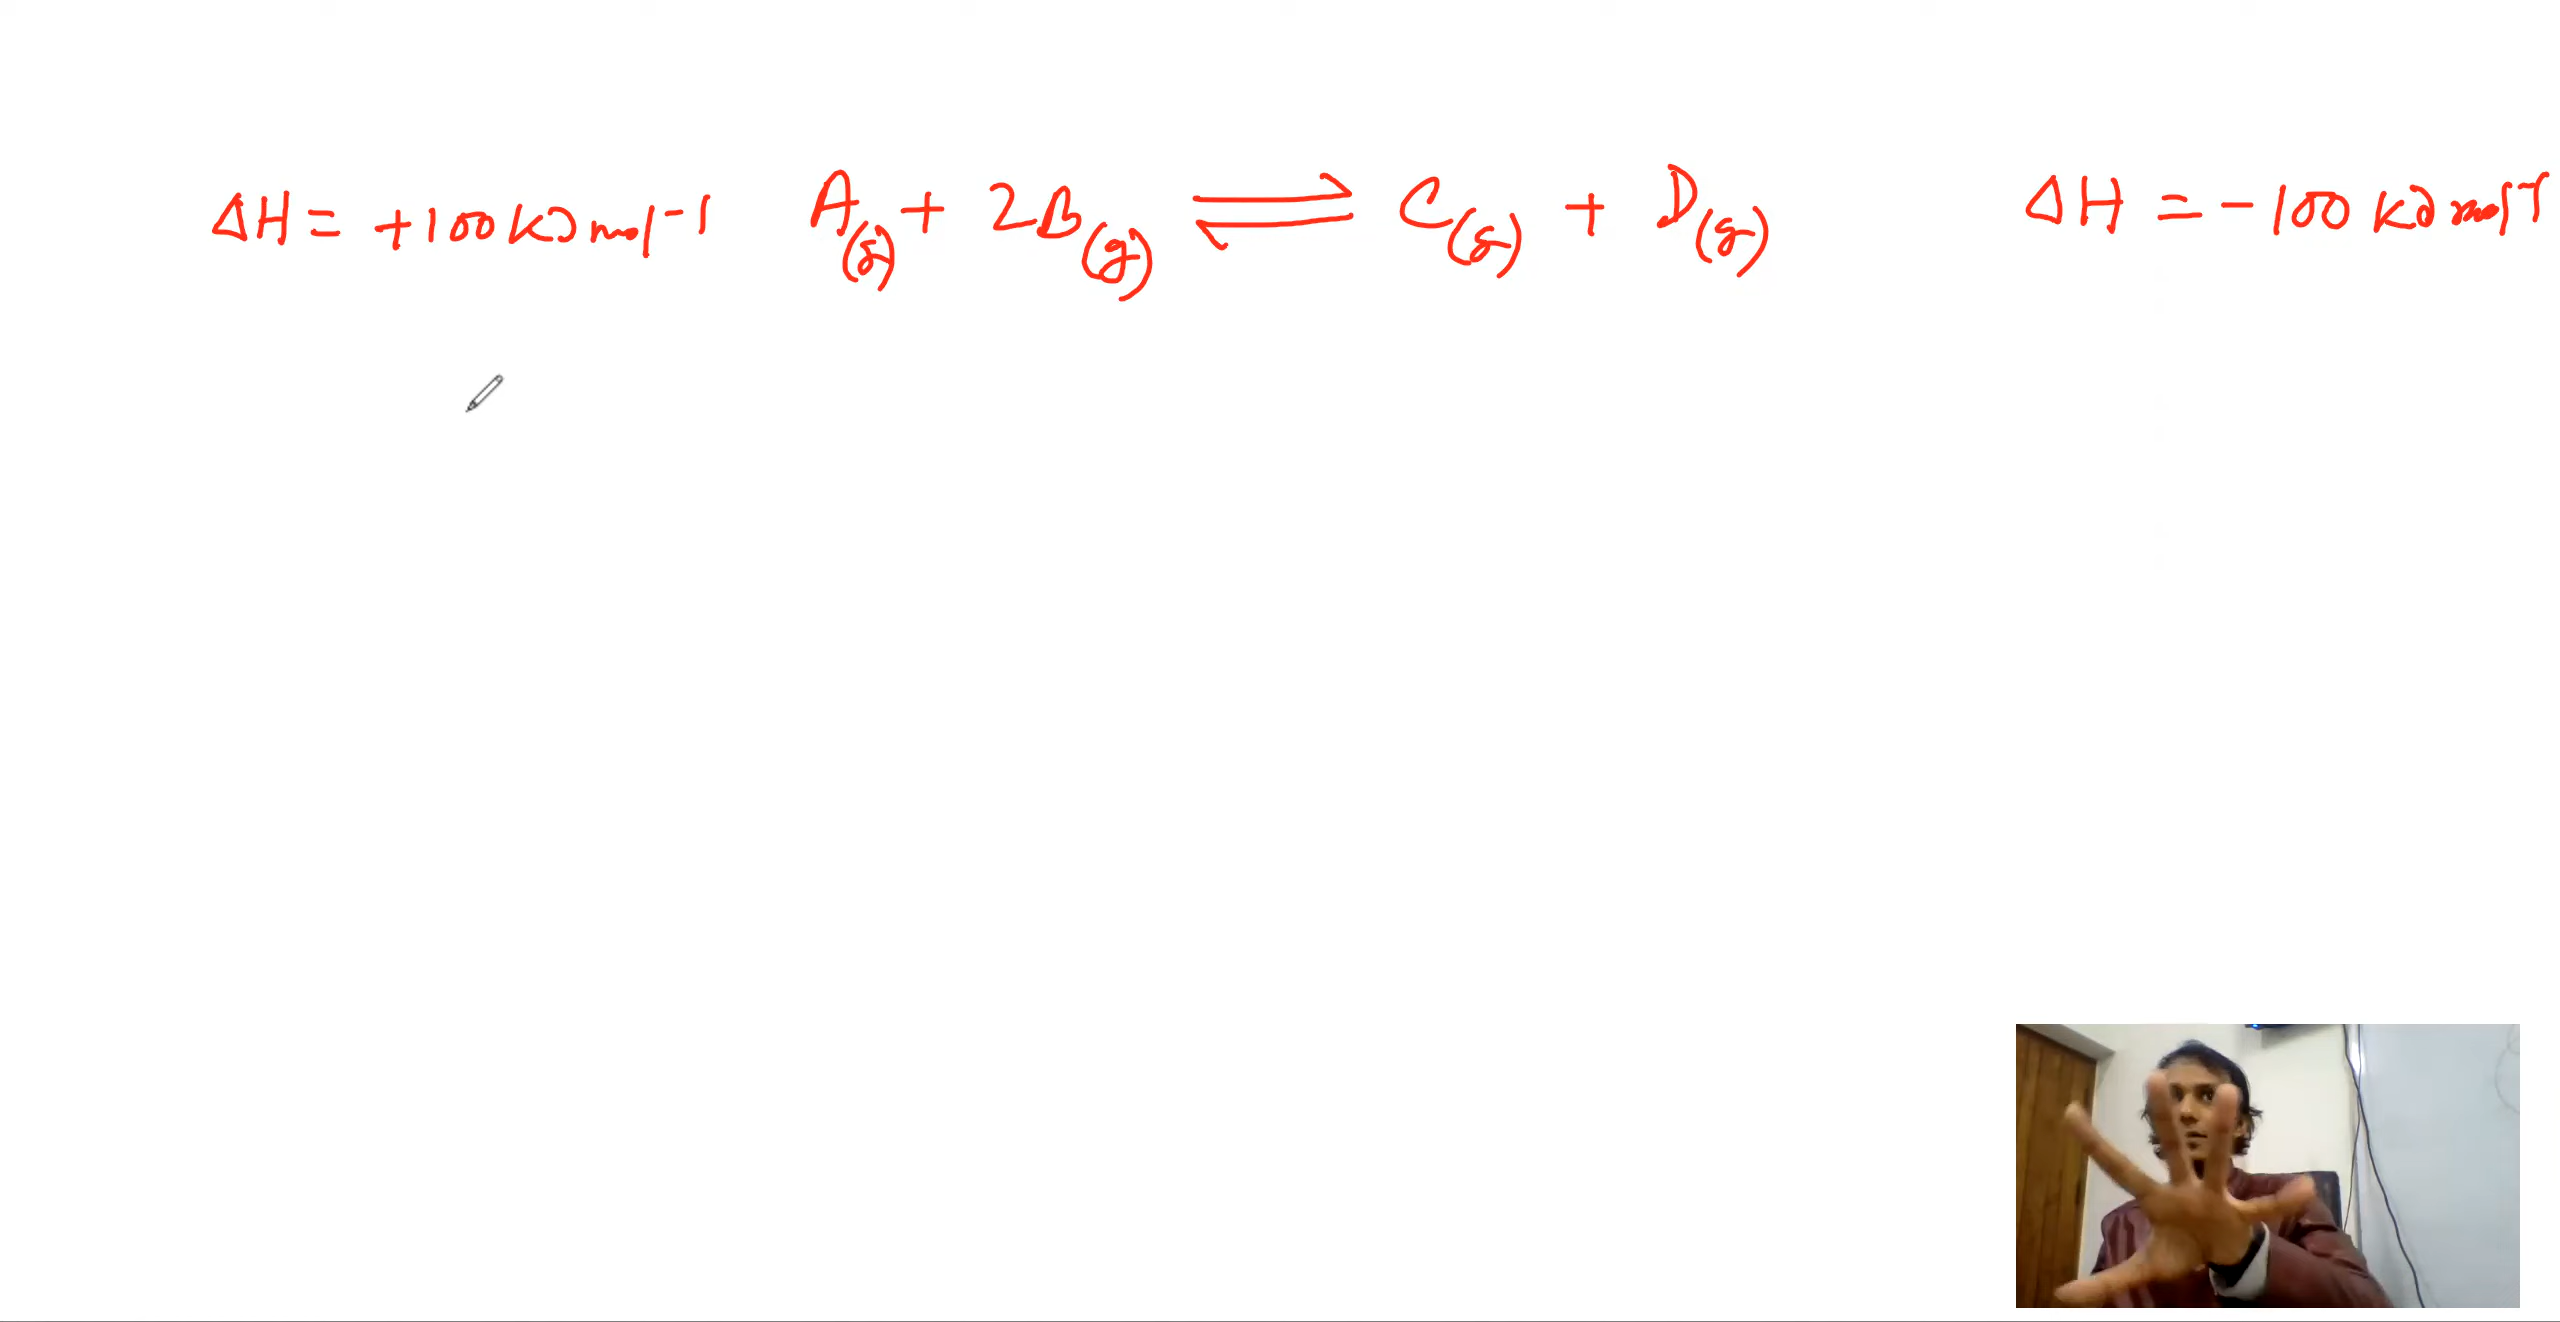 ΔH = +100 kJ mol⁻¹ A(g) + 2B(g) ⇌ C(g) + D(g) ΔH = -100 kJ mol⁻¹